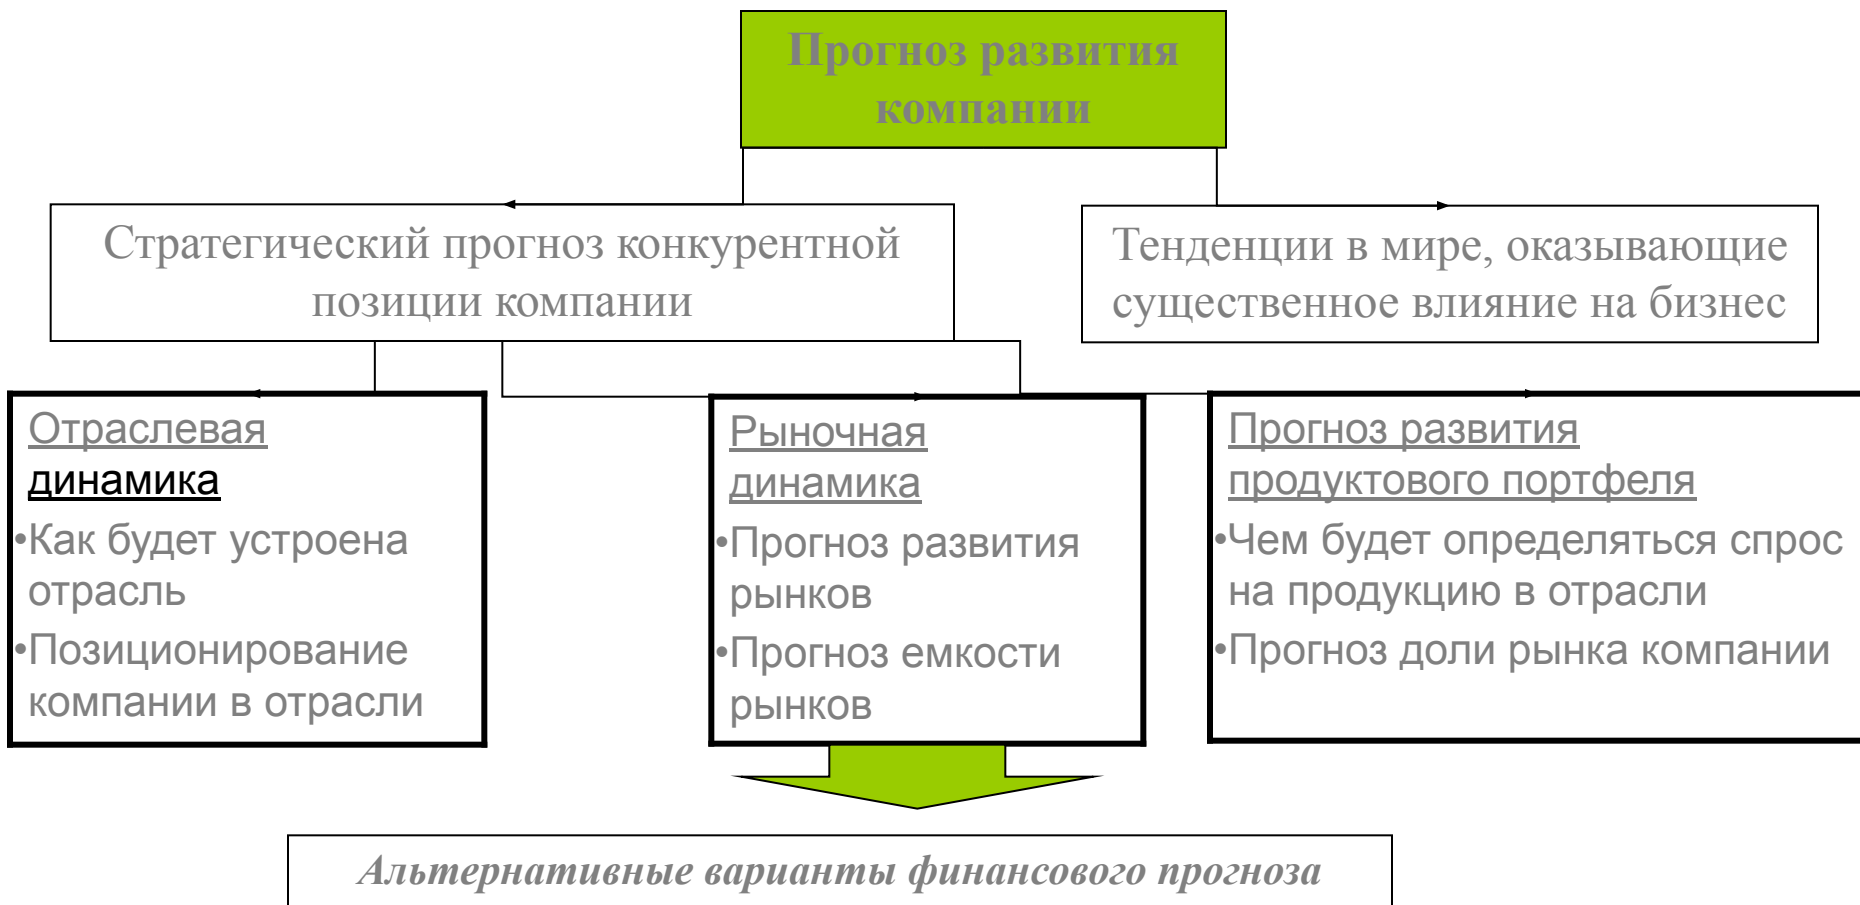 Прогноз развития
компании
Стратегический прогноз конкурентной
позиции компании
Тенденции в мире, оказывающие
существенное влияние на бизнес
Отраслевая
динамика
•Как будет устроена
отрасль
•Позиционирование
компании в отрасли
Рыночная
динамика
•Прогноз развития
рынков
•Прогноз емкости
рынков
Прогноз развития
продуктового портфеля
•Чем будет определяться спрос
на продукцию в отрасли
•Прогноз доли рынка компании
Альтернативные варианты финансового прогноза